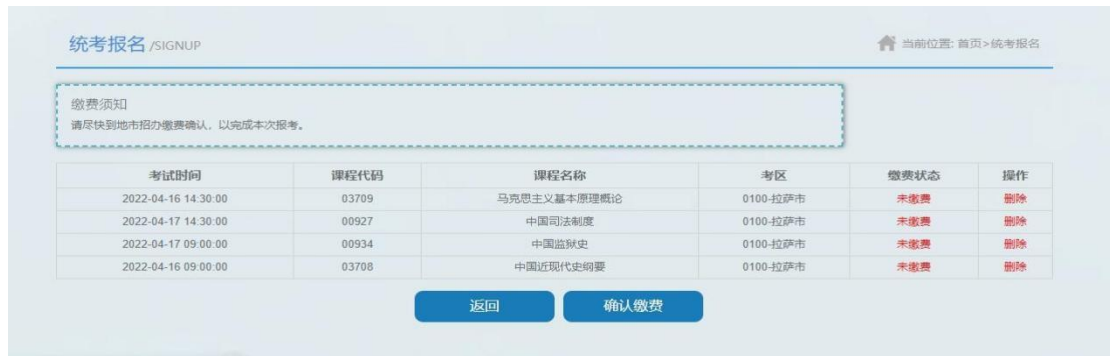 统考报名 /SIGNUP
当前位置: 首页>统考报名
缴费须知
请尽快到地市招办缴费确认，以完成本次报考。
考试时间 课程代码 课程名称 考区 缴费状态 操作
2022-04-16 14:30:00 03709 马克思主义基本原理概论 0100-拉萨市 未缴费 删除
2022-04-17 14:30:00 00927 中国司法制度 0100-拉萨市 未缴费 删除
2022-04-17 09:00:00 00934 中国监狱史 0100-拉萨市 未缴费 删除
2022-04-16 09:00:00 03708 中国近现代史纲要 0100-拉萨市 未缴费 删除
返回 确认缴费